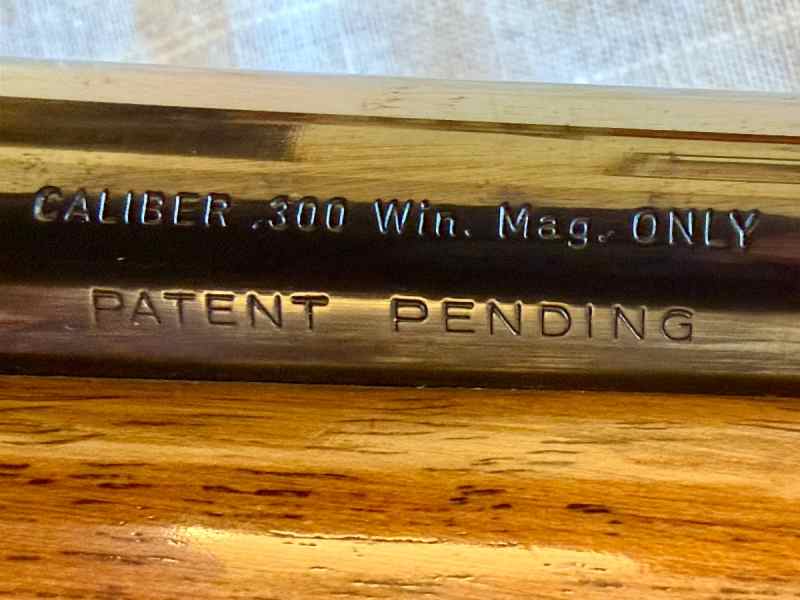 CALIBER .300 Win. Mag. ONLY
PATENT PENDING